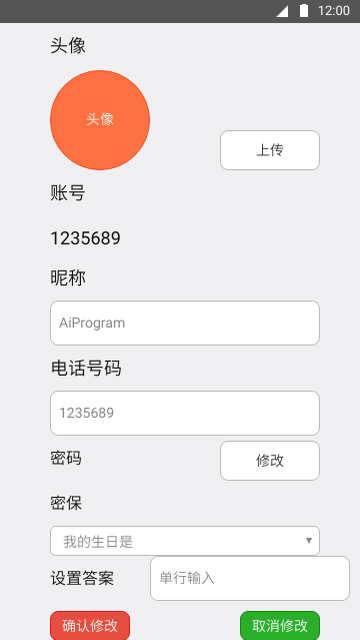 12:00
头像
头像
上传
账号
1235689
昵称
AiProgram
电话号码
1235689
密码
修改
密保
我的生日是
设置答案
单行输入
确认修改
取消修改